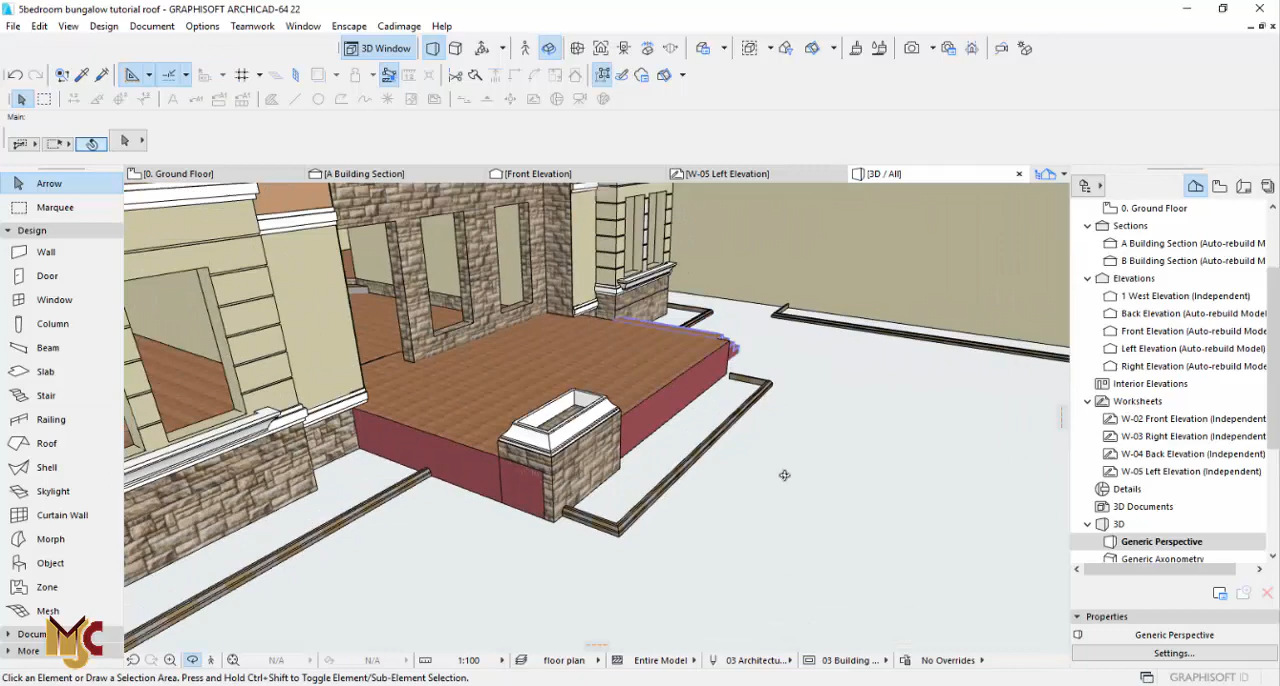 5bedroom bungalow tutorial roof - GRAPHISOFT ARCHICAD-64 22
File Edit View Design Document Options Teamwork Window Enscape Cadimage Help
3D Window
Main:
[0. Ground Floor] [A Building Section] [Front Elevation] [W-05 Left Elevation] [3D / All]
Arrow
Marquee
Design
Wall
Door
Window
Column
Beam
Slab
Stair
Railing
Roof
Shell
Skylight
Curtain Wall
Morph
Object
Zone
Mesh
Docum
More
MSC
0. Ground Floor
Sections
A Building Section (Auto-rebuild M
B Building Section (Auto-rebuild M
Elevations
1 West Elevation (Independent)
Back Elevation (Auto-rebuild Model
Front Elevation (Auto-rebuild Mode
Left Elevation (Auto-rebuild Model)
Right Elevation (Auto-rebuild Mode
Interior Elevations
Worksheets
W-02 Front Elevation (Independent
W-03 Right Elevation (Independent
W-04 Back Elevation (Independent
W-05 Left Elevation (Independent)
Details
3D Documents
3D
Generic Perspective
Generic Axonometry
Properties
Generic Perspective
Settings...
N/A N/A 1:100 floor plan Entire Model 03 Architectu... 03 Building ... No Overrides
Click an Element or Draw a Selection Area. Press and Hold Ctrl+Shift to Toggle Element/Sub-Element Selection.
GRAPHISOFT ID